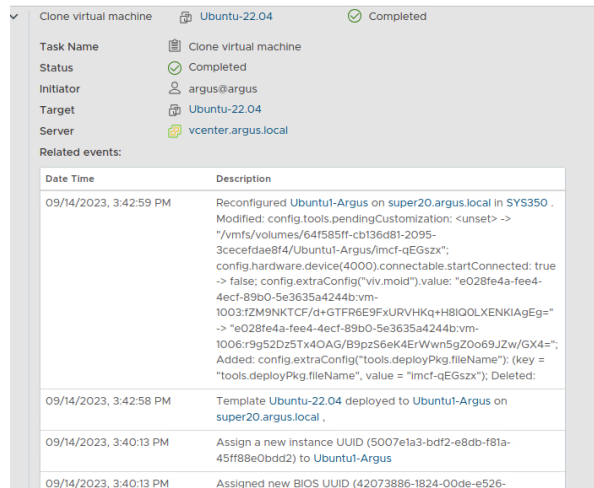 Clone virtual machine Ubuntu-22.04 Completed
Task Name Clone virtual machine
Status Completed
Initiator argus@argus
Target Ubuntu-22.04
Server vcenter.argus.local
Related events:
Date Time Description
09/14/2023, 3:42:59 PM Reconfigured Ubuntu1-Argus on super20.argus.local in SYS350 .
Modified: config.tools.pendingCustomization: <unset> ->
"/vmfs/volumes/64f585ff-cb136d81-2095-
3cecefdae8f4/Ubuntu1-Argus/imcf-qEGszx";
config.hardware.device(4000).connectable.startConnected: true
-> false; config.extraConfig("viv.moid").value: "e028fe4a-fee4-
4ecf-89b0-5e3635a4244b:vm-
1003:fZM9NKTCF/d+GTFR6E9FxURVHKq+H8IQ0LXENKIAgEg="
-> "e028fe4a-fee4-4ecf-89b0-5e3635a4244b:vm-
1006:r9g52Dz5Tx4OAG/B9pzS6eK4ErWwn5gZ0o69JZw/GX4=";
Added: config.extraConfig("tools.deployPkg.fileName"): (key =
"tools.deployPkg.fileName", value = "imcf-qEGszx"); Deleted:
09/14/2023, 3:42:58 PM Template Ubuntu-22.04 deployed to Ubuntu1-Argus on
super20.argus.local ,
09/14/2023, 3:40:13 PM Assign a new instance UUID (5007e1a3-bdf2-e8db-f81a-
45ff88e0bdd2) to Ubuntu1-Argus
09/14/2023, 3:40:13 PM Assigned new BIOS UUID (42073886-1824-00de-e526-